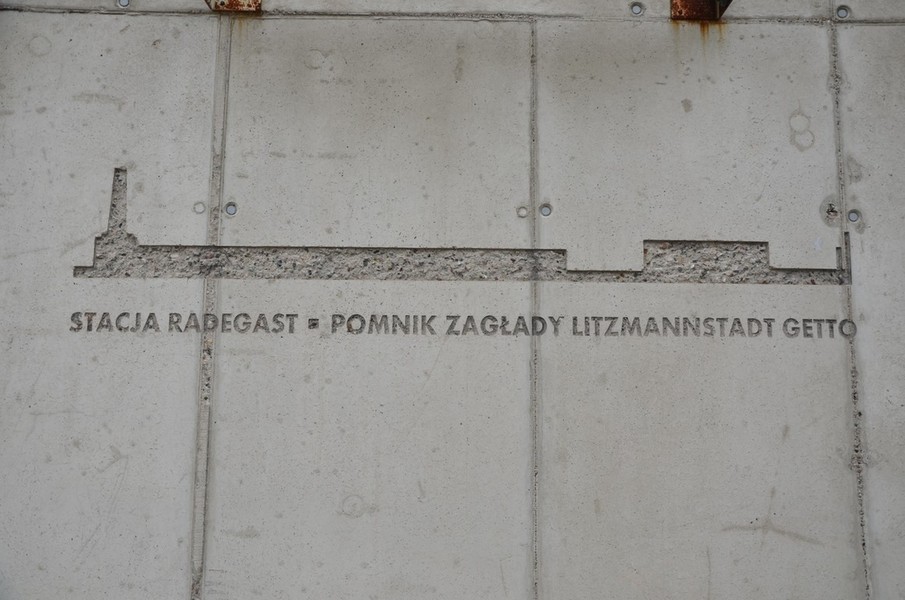 STACJA RADEGAST ▪ POMNIK ZAGŁADY LITZMANNSTADT GETTO